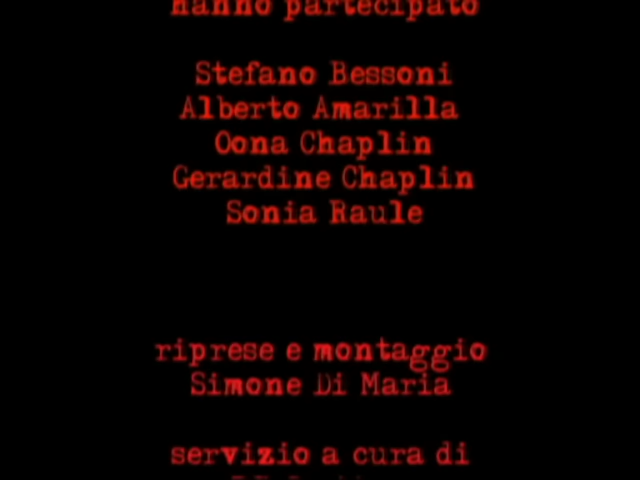 Hanno partecipato
Stefano Bessoni
Alberto Amarilla
Oona Chaplin
Gerardine Chaplin
Sonia Raule
riprese e montaggio
Simone Di Maria
servizio a cura di